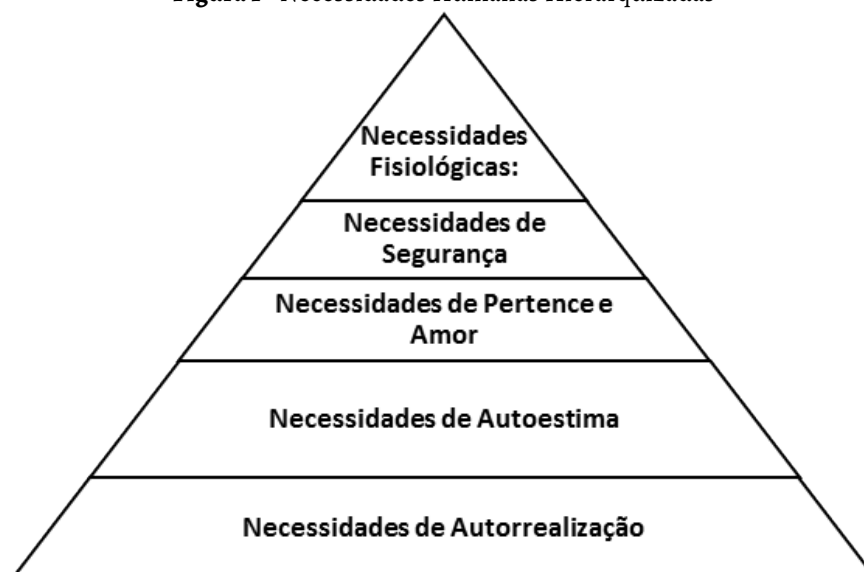 Necessidades
Fisiológicas:
Necessidades de
Segurança
Necessidades de Pertence e
Amor
Necessidades de Autoestima
Necessidades de Autorrealização